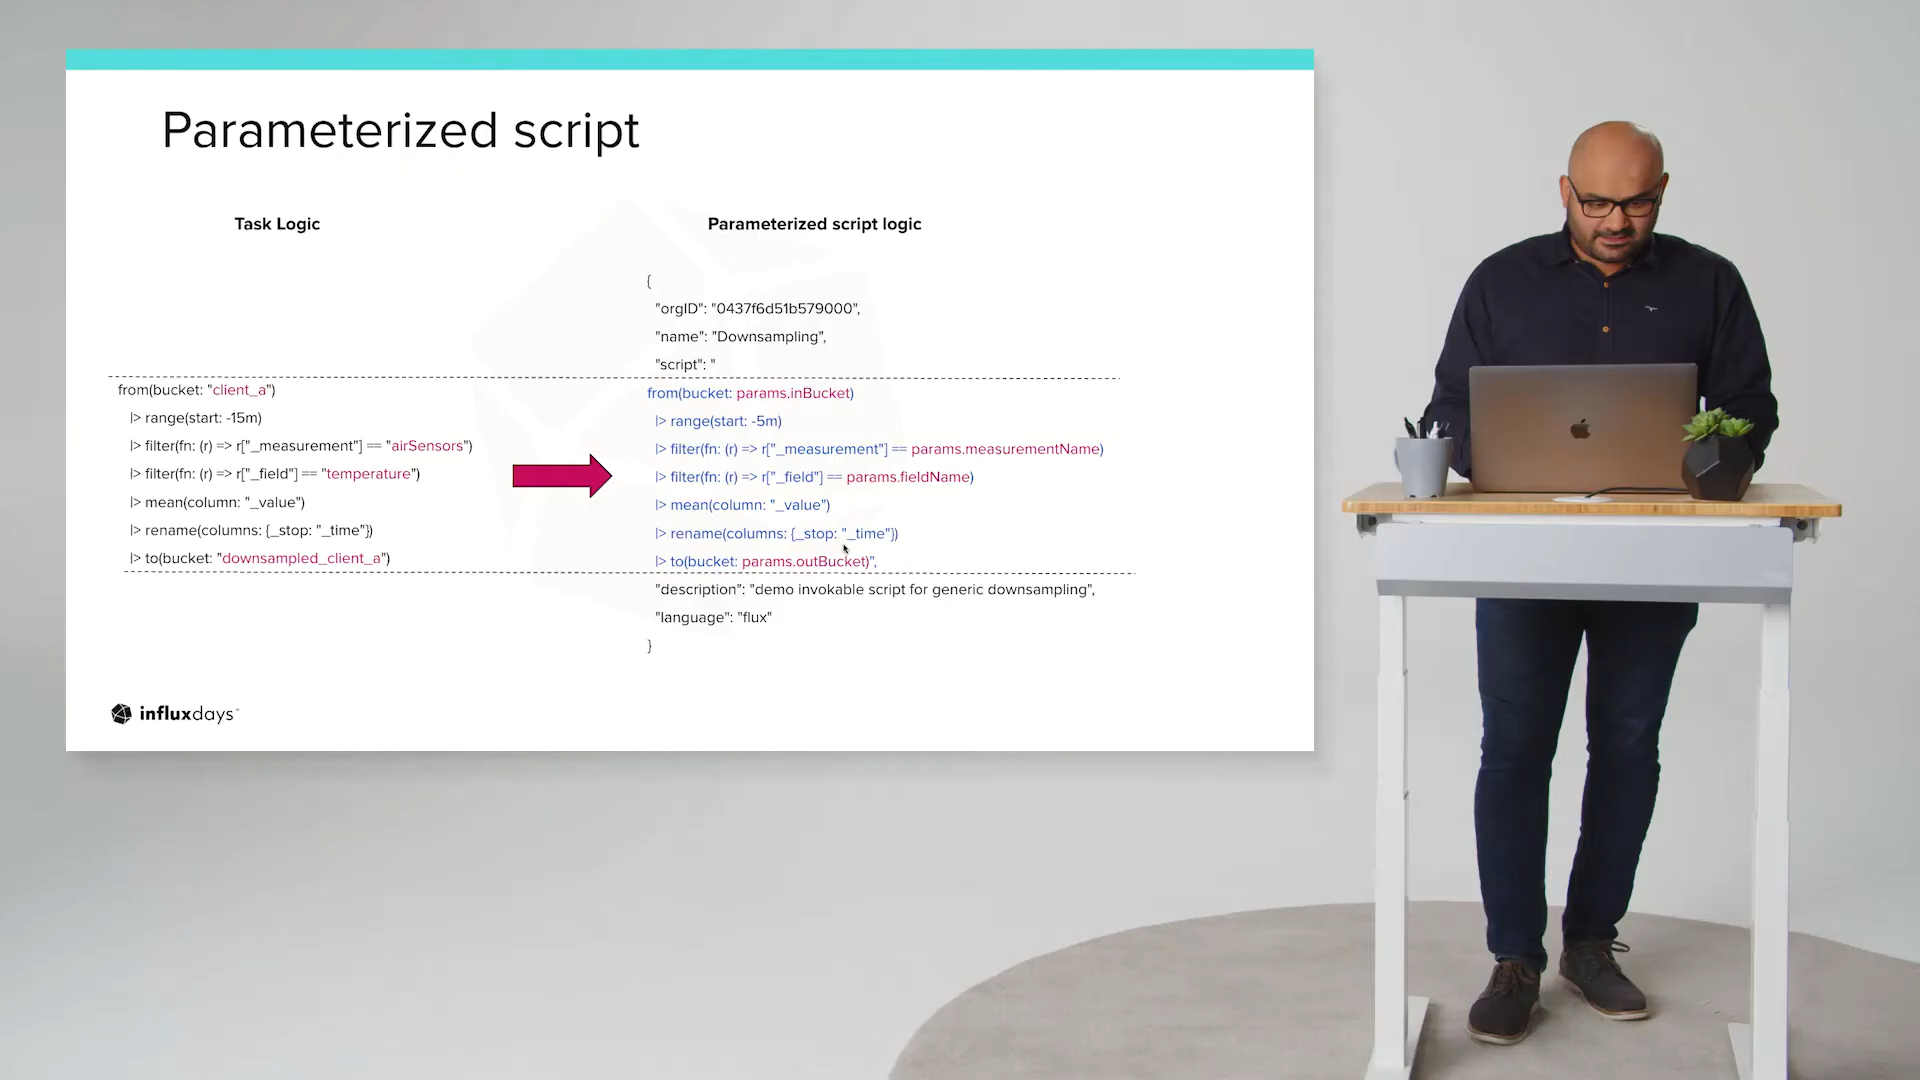 Parameterized script
Task Logic
from(bucket: "client_a")
|> range(start: -15m)
|> filter(fn: (r) => r["_measurement"] == "airSensors")
|> filter(fn: (r) => r["_field"] == "temperature")
|> mean(column: "_value")
|> rename(columns: {_stop: "_time"})
|> to(bucket: "downsampled_client_a")
Parameterized script logic
{
"orgID": "0437f6d51b579000",
"name": "Downsampling",
"script": "
from(bucket: params.inBucket)
|> range(start: -5m)
|> filter(fn: (r) => r["_measurement"] == params.measurementName)
|> filter(fn: (r) => r["_field"] == params.fieldName)
|> mean(column: "_value")
|> rename(columns: {_stop: "_time"})
|> to(bucket: params.outBucket)",
"description": "demo invokable script for generic downsampling",
"language": "flux"
}
influxdays™